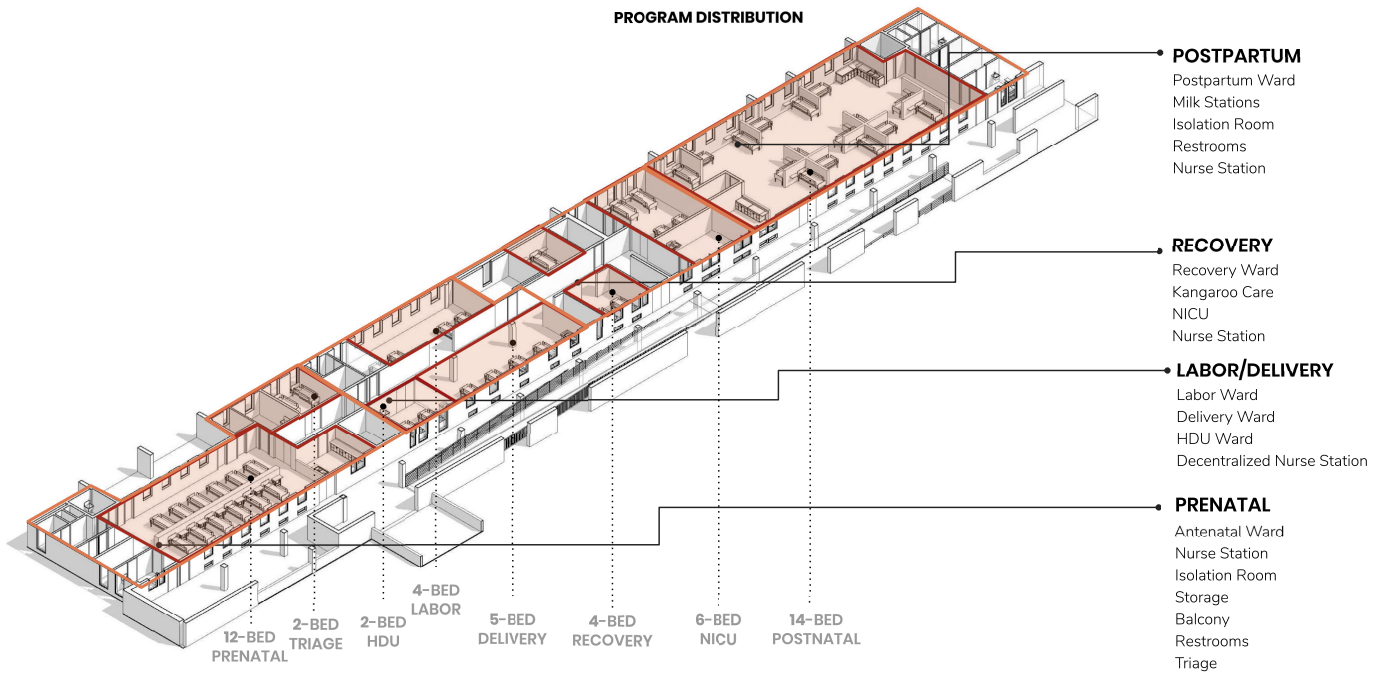 PROGRAM DISTRIBUTION
POSTPARTUM
Postpartum Ward
Milk Stations
Isolation Room
Restrooms
Nurse Station
RECOVERY
Recovery Ward
Kangaroo Care
NICU
Nurse Station
LABOR/DELIVERY
Labor Ward
Delivery Ward
HDU Ward
Decentralized Nurse Station
PRENATAL
Antenatal Ward
Nurse Station
Isolation Room
Storage
Balcony
Restrooms
Triage
12-BED
PRENATAL
2-BED
TRIAGE
2-BED
HDU
4-BED
LABOR
5-BED
DELIVERY
4-BED
RECOVERY
6-BED
NICU
14-BED
POSTNATAL